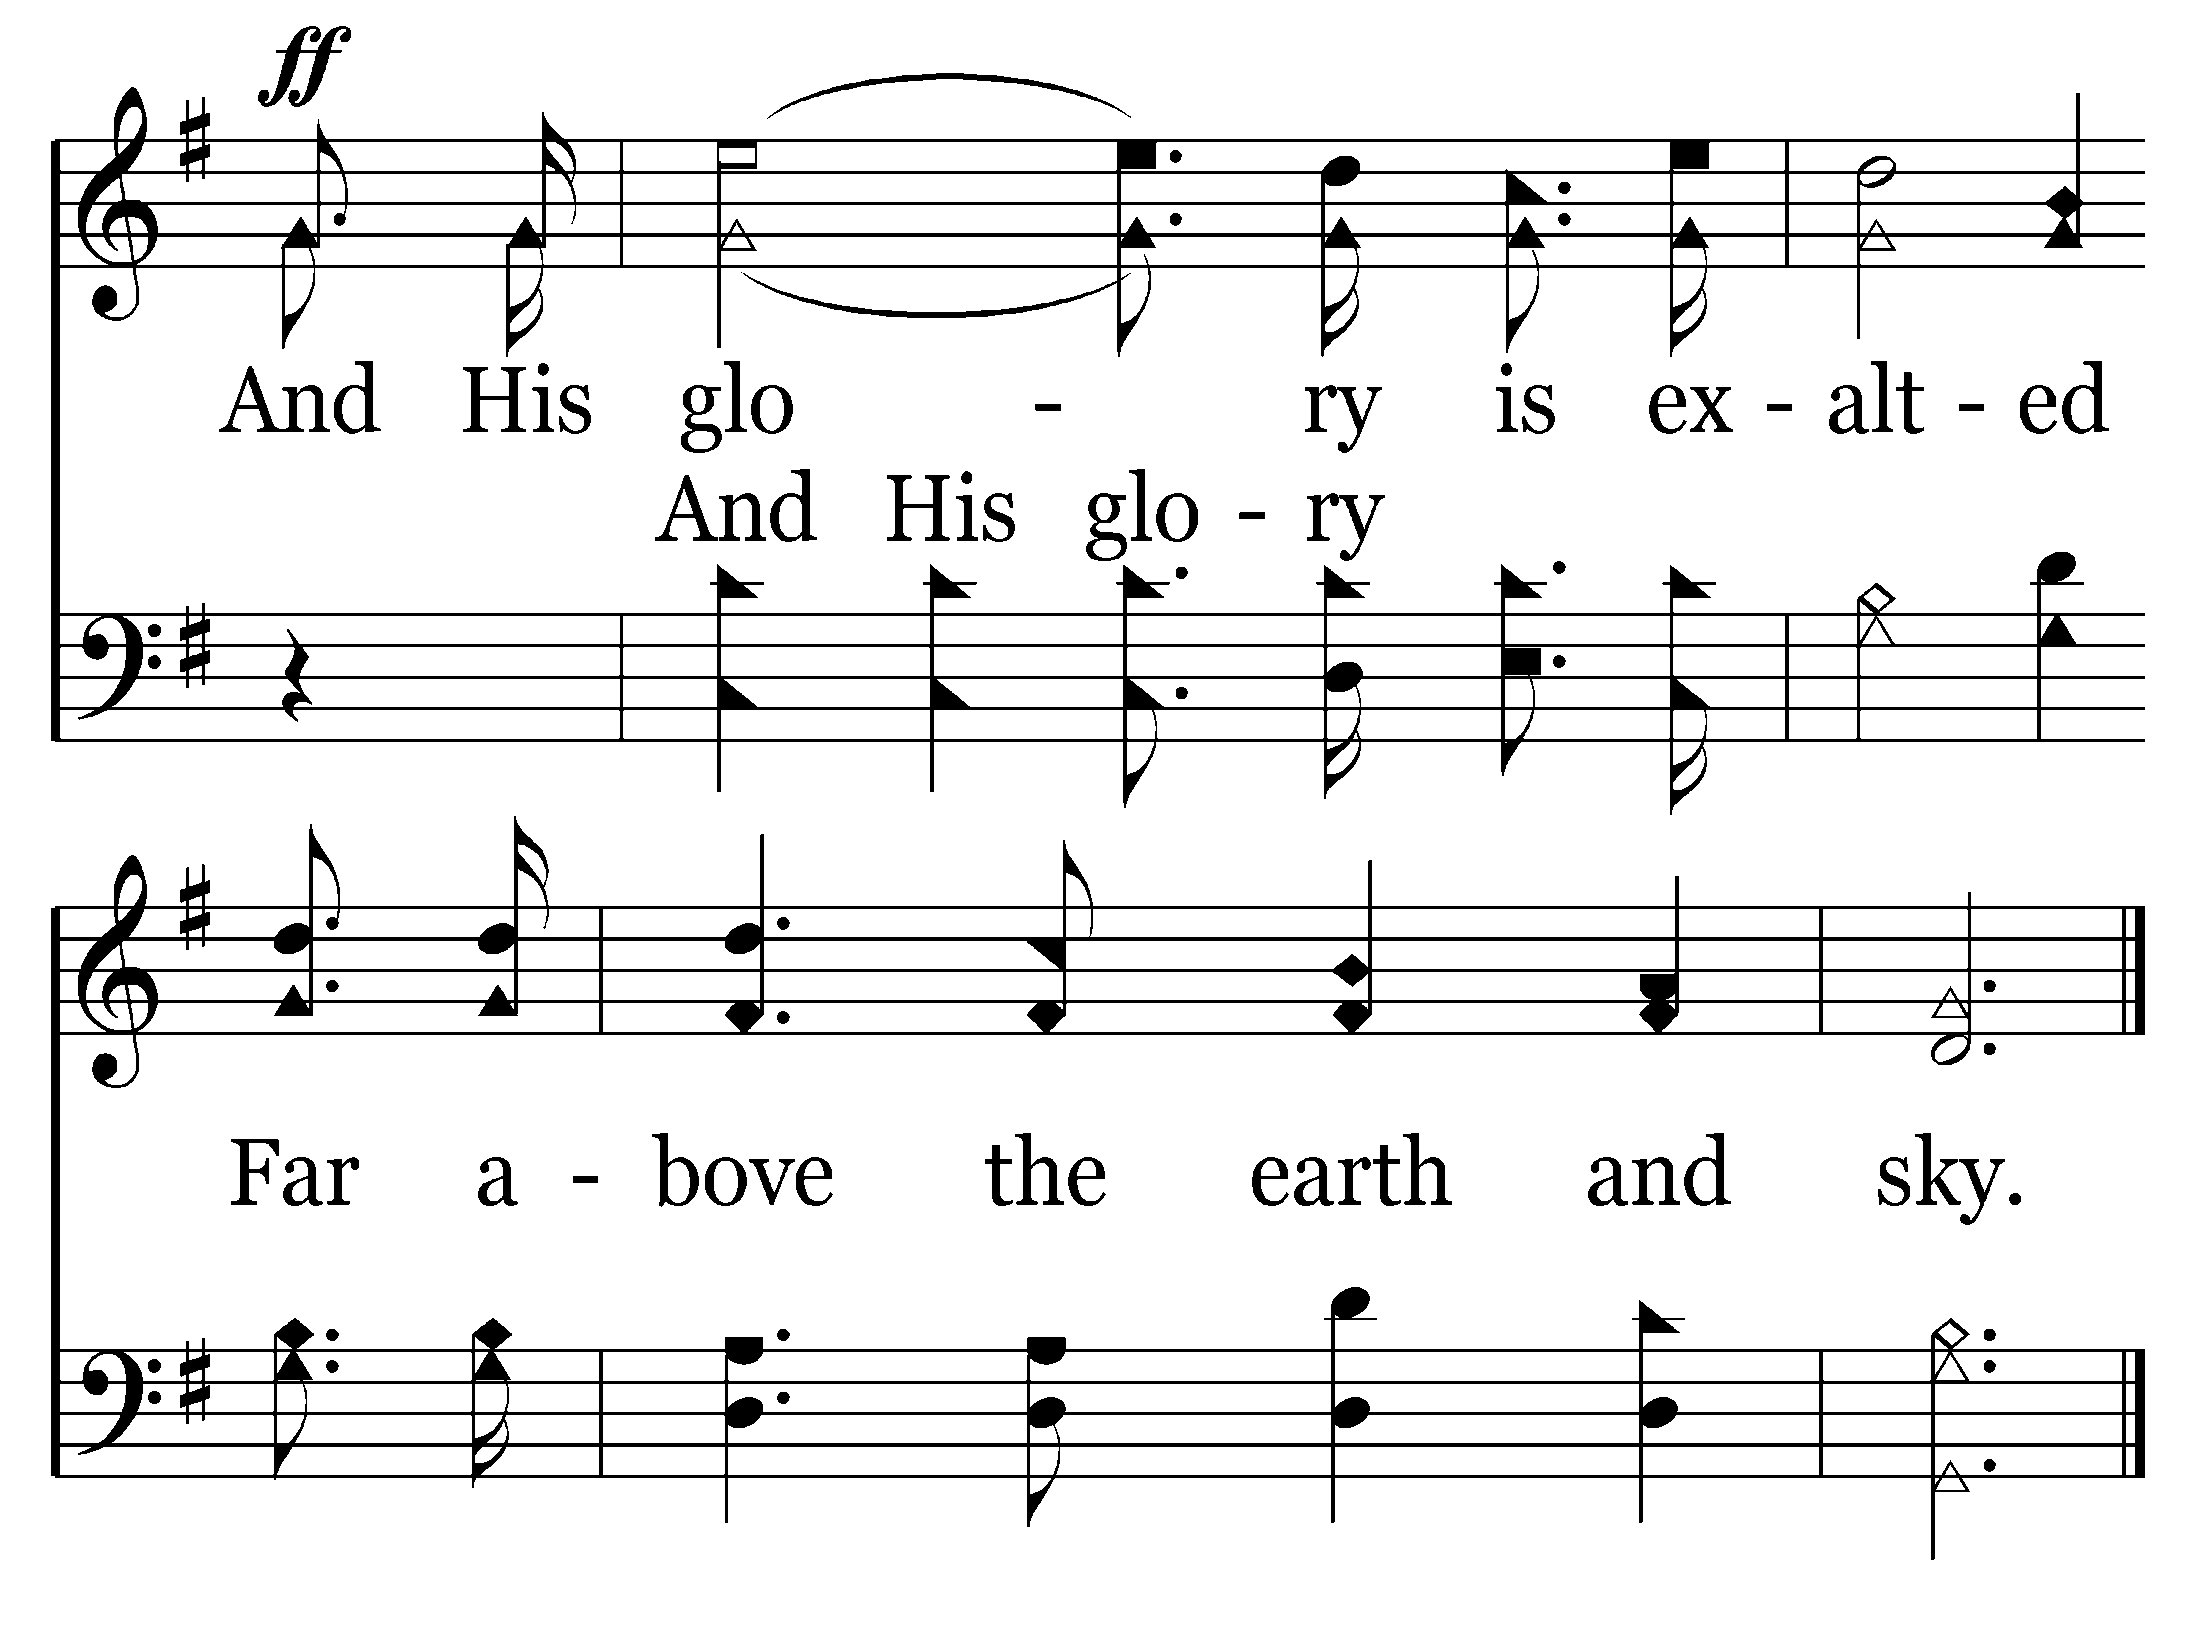 ff
And His glo - ry is ex - alt - ed
And His glo - ry
Far a - bove the earth and sky.